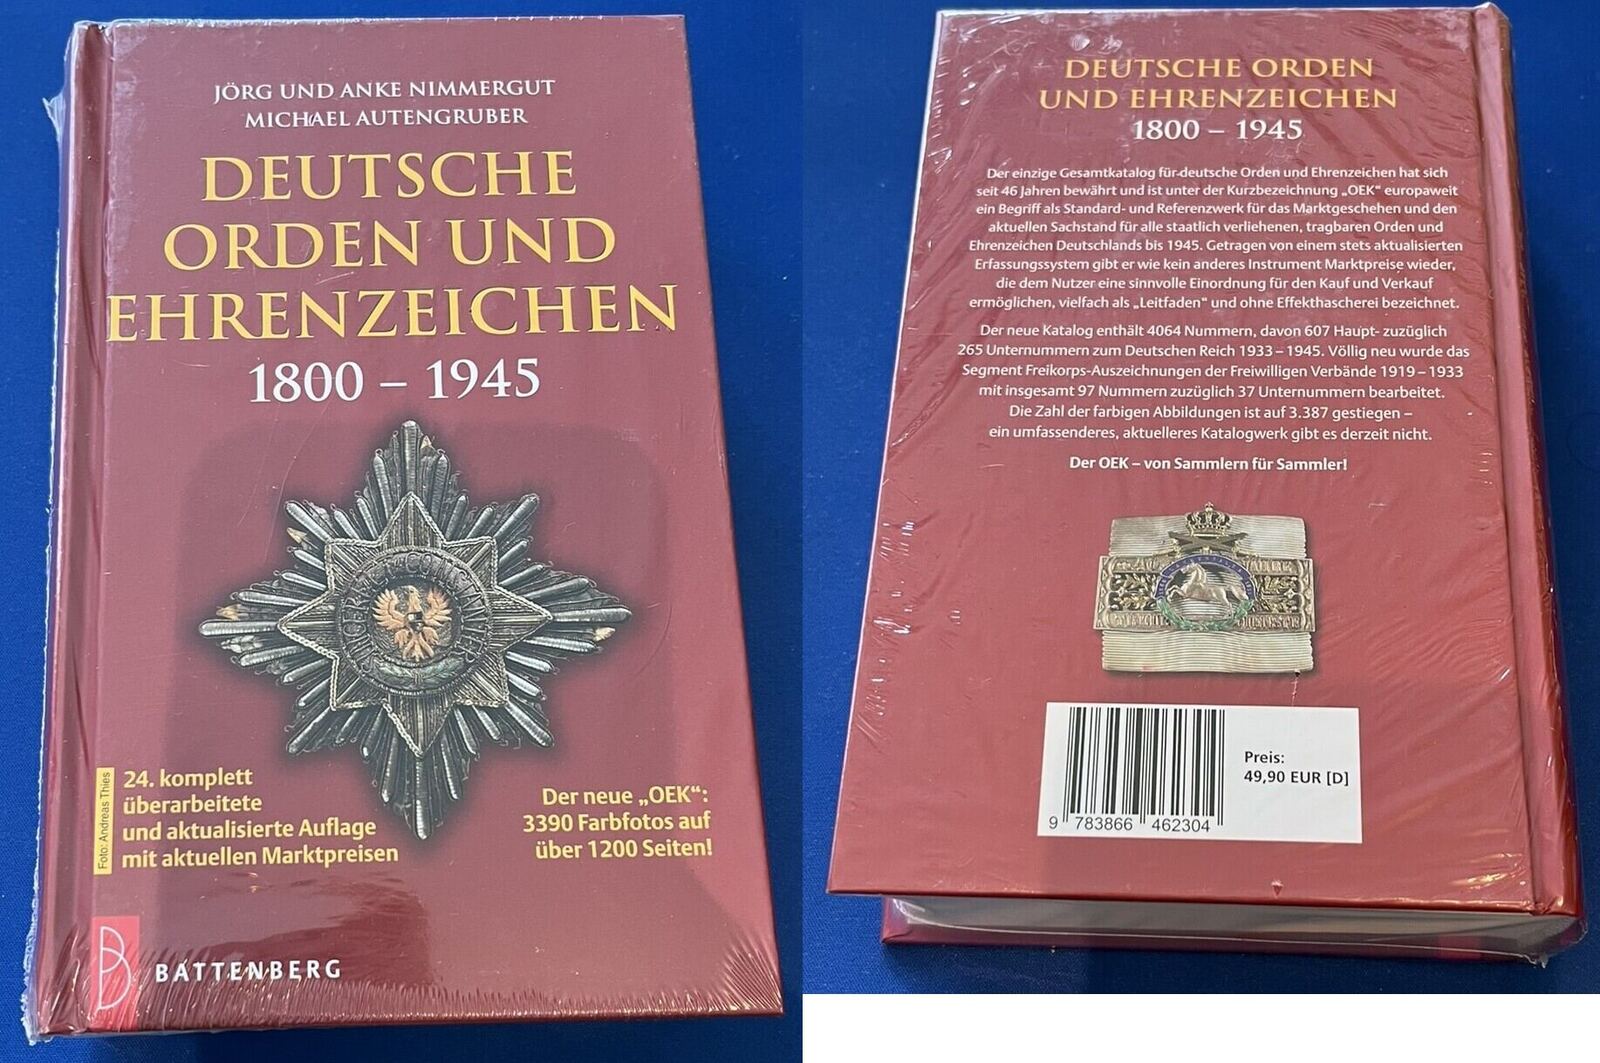 JÖRG UND ANKE NIMMERGUT
MICHAEL AUTENGRUBER
DEUTSCHE
ORDEN UND
EHRENZEICHEN
1800 – 1945
Foto: Andreas Thies
24. komplett
überarbeitete
und aktualisierte Auflage
mit aktuellen Marktpreisen
Der neue „OEK“:
3390 Farbfotos auf
über 1200 Seiten!
BATTENBERG
DEUTSCHE ORDEN
UND EHRENZEICHEN
1800 – 1945
Der einzige Gesamtkatalog für deutsche Orden und Ehrenzeichen hat sich
seit 46 Jahren bewährt und ist unter der Kurzbezeichnung „OEK“ europaweit
ein Begriff als Standard- und Referenzwerk für das Marktgeschehen und den
aktuellen Sachstand für alle staatlich verliehenen, tragbaren Orden und
Ehrenzeichen Deutschlands bis 1945. Getragen von einem stets aktualisierten
Erfassungssystem gibt er wie kein anderes Instrument Marktpreise wieder,
die dem Nutzer eine sinnvolle Einordnung für den Kauf und Verkauf
ermöglichen, vielfach als „Leitfaden“ und ohne Effekthascherei bezeichnet.
Der neue Katalog enthält 4064 Nummern, davon 607 Haupt- zuzüglich
265 Unternummern zum Deutschen Reich 1933 – 1945. Völlig neu wurde das
Segment Freikorps-Auszeichnungen der Freiwilligen Verbände 1919 – 1933
mit insgesamt 97 Nummern zuzüglich 37 Unternummern bearbeitet.
Die Zahl der farbigen Abbildungen ist auf 3.387 gestiegen –
ein umfassenderes, aktuelleres Katalogwerk gibt es derzeit nicht.
Der OEK – von Sammlern für Sammler!
Preis:
49,90 EUR [D]
9 783866 462304